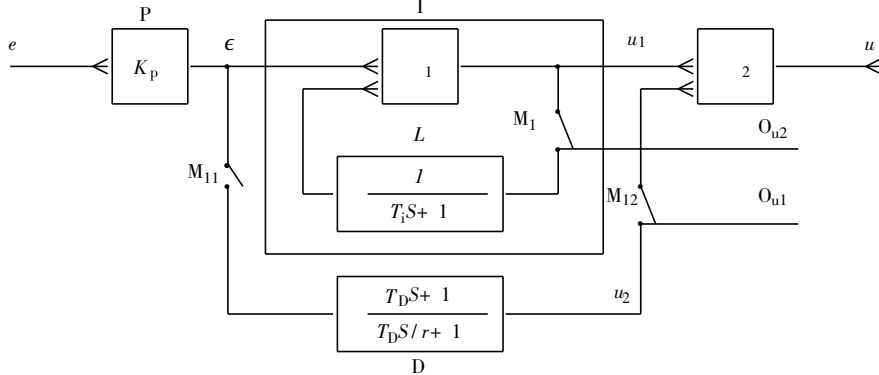 P
I
e
K_p
ϵ
1
u_1
2
u
M_1
O_u2
L
M_11
1
T_iS+ 1
M_12
O_u1
T_DS+ 1
T_DS/r+ 1
u_2
D